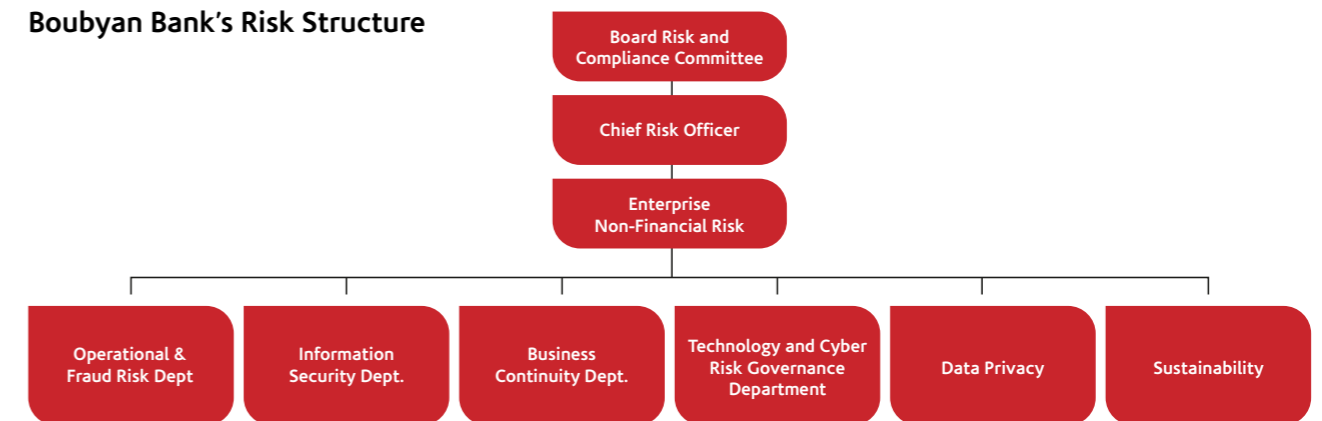 Boubyan Bank’s Risk Structure
Board Risk and
Compliance Committee
Chief Risk Officer
Enterprise
Non-Financial Risk
Operational &
Fraud Risk Dept
Information
Security Dept.
Business
Continuity Dept.
Technology and Cyber
Risk Governance
Department
Data Privacy
Sustainability